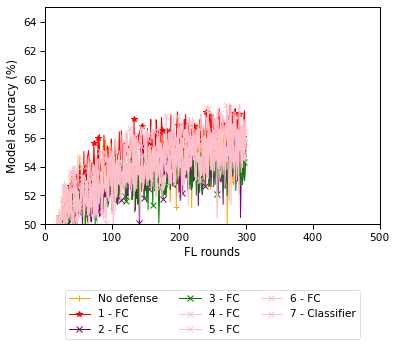 64
62
60
58
56
54
52
50
Model accuracy (%)
0 100 200 300 400 500
FL rounds
No defense 3 - FC 6 - FC
1 - FC 4 - FC 7 - Classifier
2 - FC 5 - FC